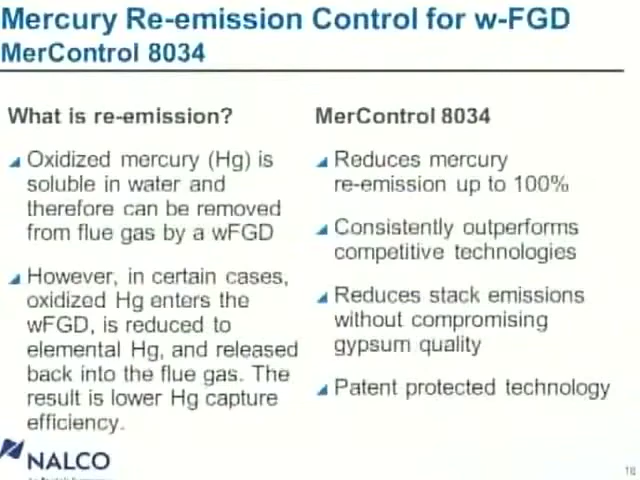 Mercury Re-emission Control for w-FGD
MerControl 8034
What is re-emission?
Oxidized mercury (Hg) is
soluble in water and
therefore can be removed
from flue gas by a wFGD
However, in certain cases,
oxidized Hg enters the
wFGD, is reduced to
elemental Hg, and released
back into the flue gas. The
result is lower Hg capture
efficiency.
MerControl 8034
Reduces mercury
re-emission up to 100%
Consistently outperforms
competitive technologies
Reduces stack emissions
without compromising
gypsum quality
Patent protected technology
NALCO